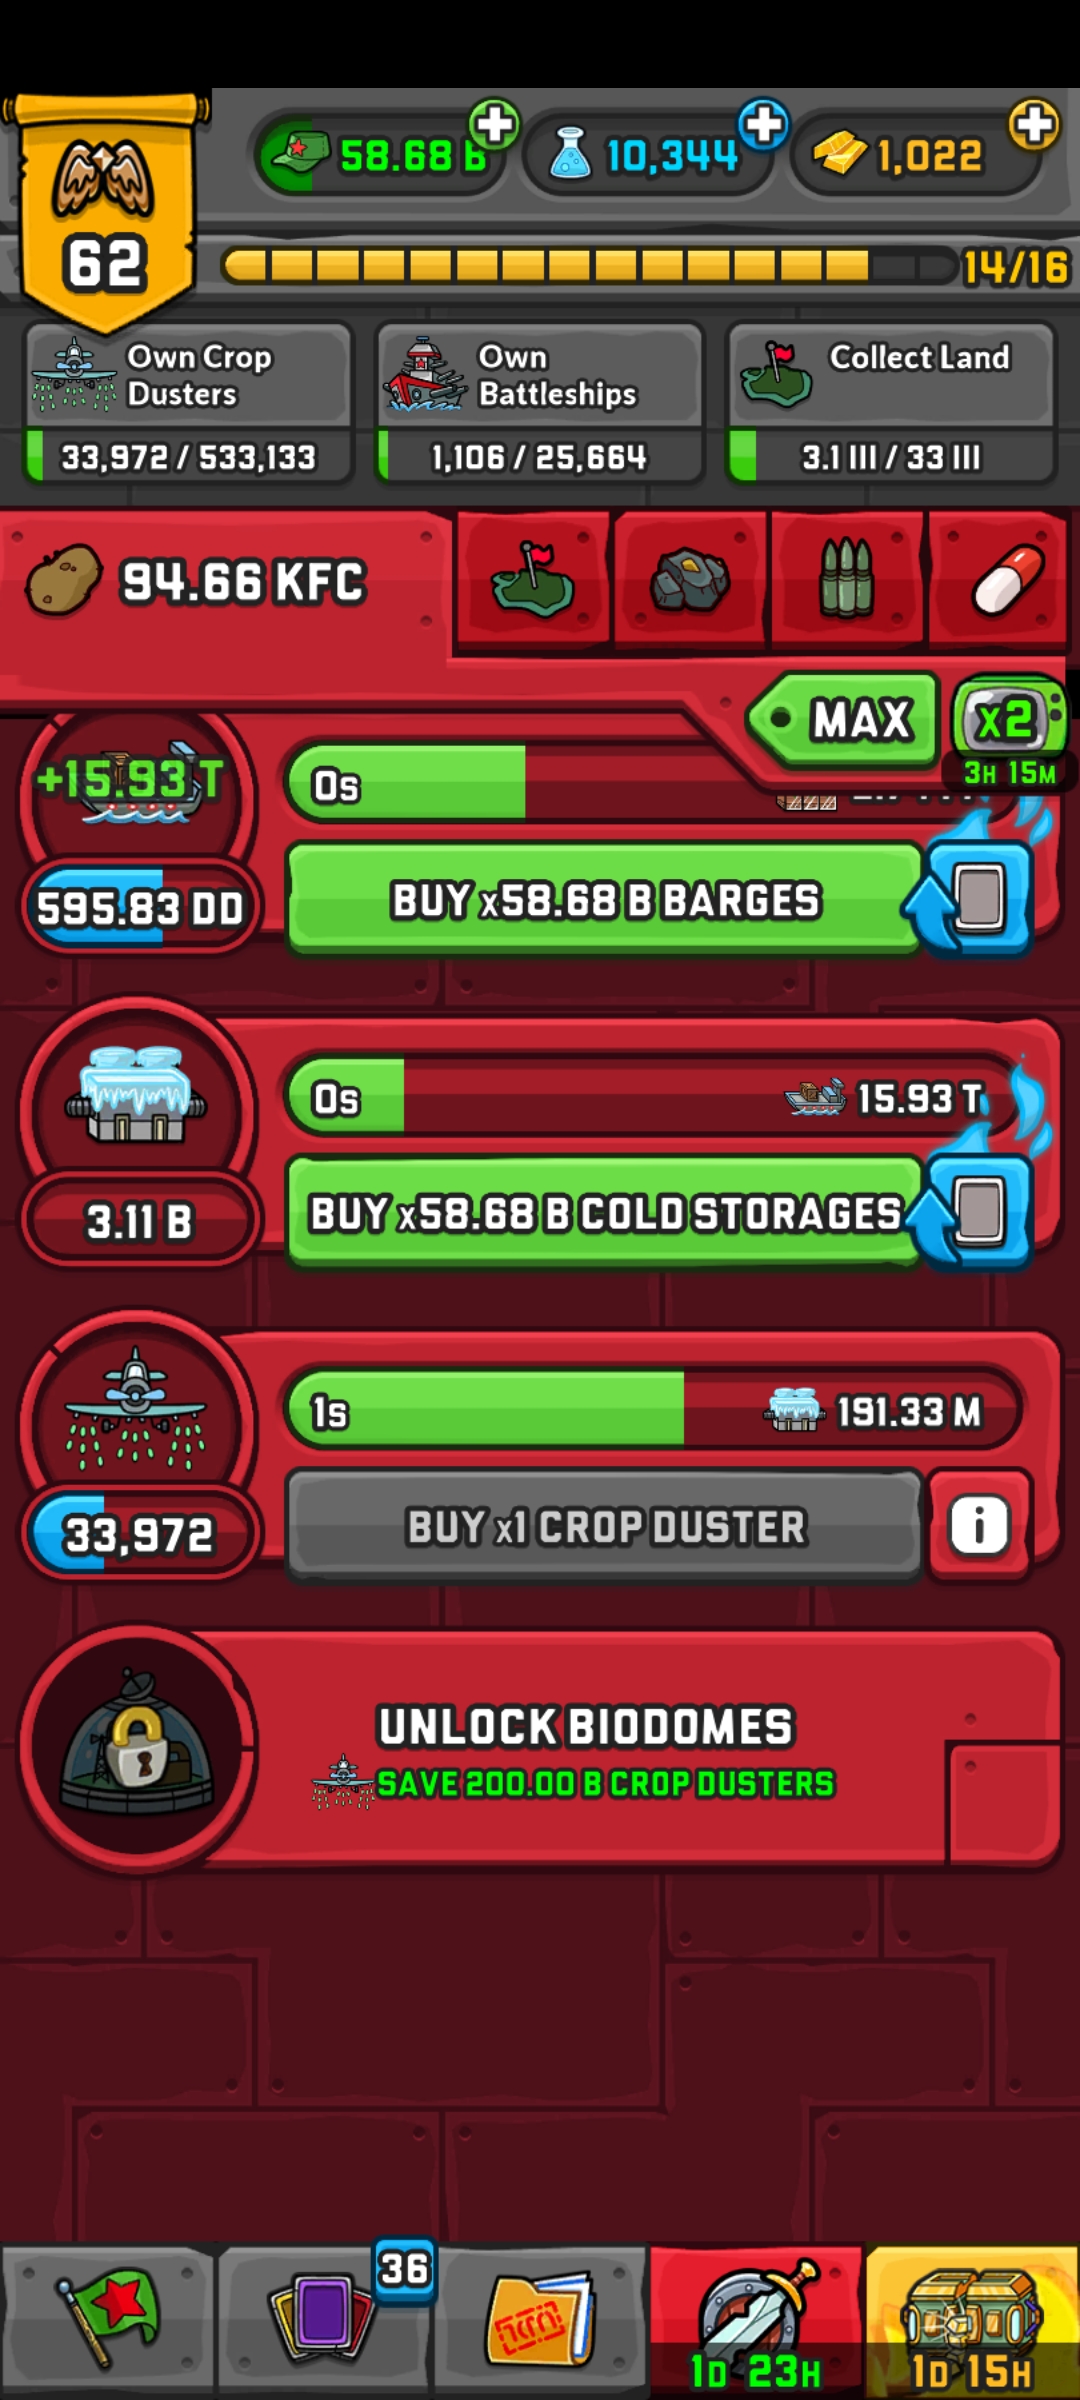 62
58.68 B
10,344
1,022
14/16
Own Crop Dusters
33,972 / 533,133
Own Battleships
1,106 / 25,664
Collect Land
3.1 III / 33 III
94.66 KFC
MAX
x2
3H 15M
+15.93 T
0s
595.83 DD
BUY x58.68 B BARGES
0s
15.93 T
3.11 B
BUY x58.68 B COLD STORAGES
1s
191.33 M
33,972
BUY x1 CROP DUSTER
i
UNLOCK BIODOMES
SAVE 200.00 B CROP DUSTERS
36
1D 23H
1D 15H